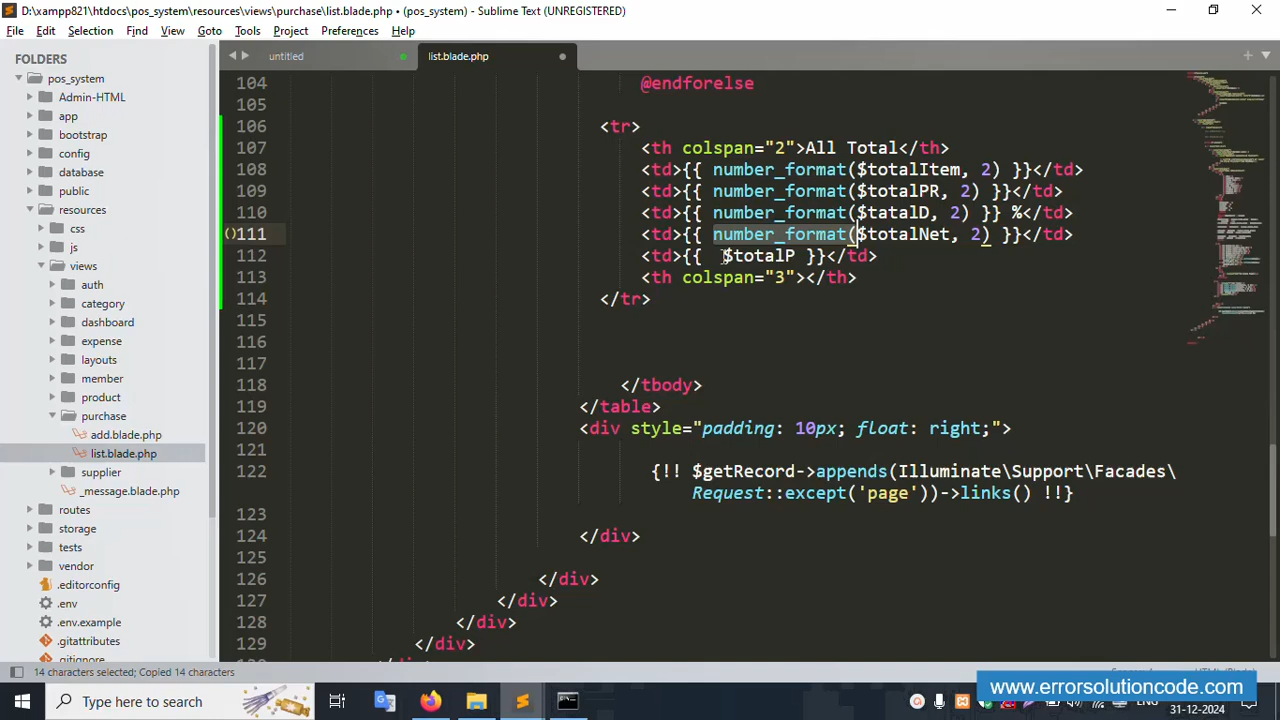 D:\xampp821\htdocs\pos_system\resources\views\purchase\list.blade.php • (pos_system) - Sublime Text (UNREGISTERED)
File Edit Selection Find View Goto Tools Project Preferences Help
FOLDERS
pos_system
Admin-HTML
app
bootstrap
config
database
public
resources
css
js
views
auth
category
dashboard
expense
layouts
member
product
purchase
add.blade.php
list.blade.php
supplier
_message.blade.php
routes
storage
tests
vendor
.editorconfig
.env
.env.example
.gitattributes
.gitignore
untitled
list.blade.php
104 @endforelse
105
106 <tr>
107 <th colspan="2">All Total</th>
108 <td>{{ number_format($totalItem, 2) }}</td>
109 <td>{{ number_format($totalPR, 2) }}</td>
110 <td>{{ number_format($tatalD, 2) }} %</td>
111 <td>{{ number_format($totalNet, 2) }}</td>
112 <td>{{  $totalP }}</td>
113 <th colspan="3"></th>
114 </tr>
115
116
117
118 </tbody>
119 </table>
120 <div style="padding: 10px; float: right;">
121
122 {!! $getRecord->appends(Illuminate\Support\Facades\
Request::except('page'))->links() !!}
123
124 </div>
125
126 </div>
127 </div>
128 </div>
129 </div>
14 characters selected; Copied 14 characters
Type here to search
www.errorsolutioncode.com
31-12-2024